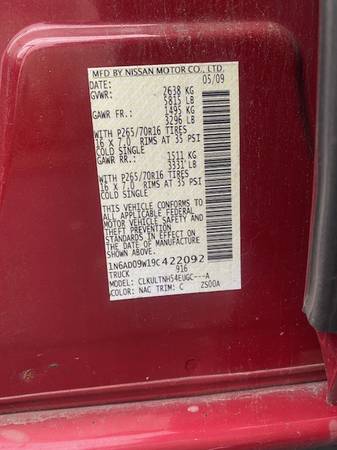 MFD BY NISSAN MOTOR CO., LTD.
DATE: 05/09
GVWR: 2638 KG
5815 LB
GAWR FR.: 1495 KG
3296 LB
WITH P265/70R16 TIRES
16 X 7.0 RIMS AT 35 PSI
COLD SINGLE
GAWR RR.: 1511 KG
3331 LB
WITH P265/70R16 TIRES
16 X 7.0 RIMS AT 35 PSI
COLD SINGLE
THIS VEHICLE CONFORMS TO
ALL APPLICABLE FEDERAL
MOTOR VEHICLE SAFETY AND
THEFT PREVENTION
STANDARDS IN EFFECT ON
THE DATE OF MANUFACTURE
1N6AD09W19C422092
TRUCK 916
MODEL: CLKULTNH54EUGC---A
COLOR: NAC TRIM: C ZS00A